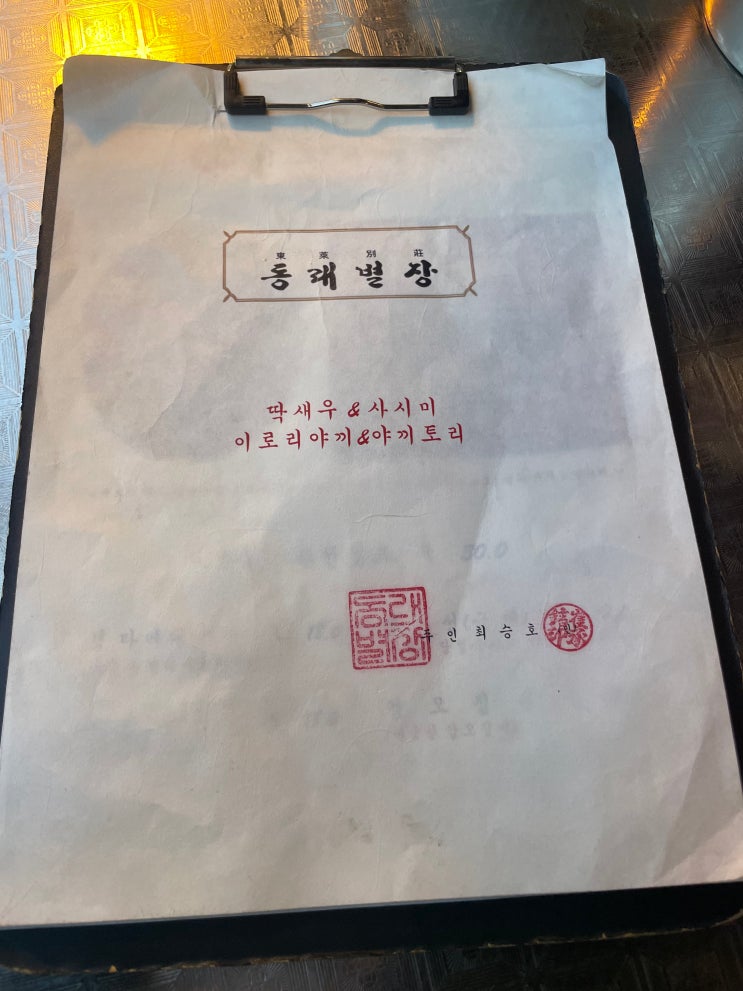 東萊別莊
동래별장
딱새우 & 사시미
이로리야끼&야끼토리
동래
별장
주인 최승호